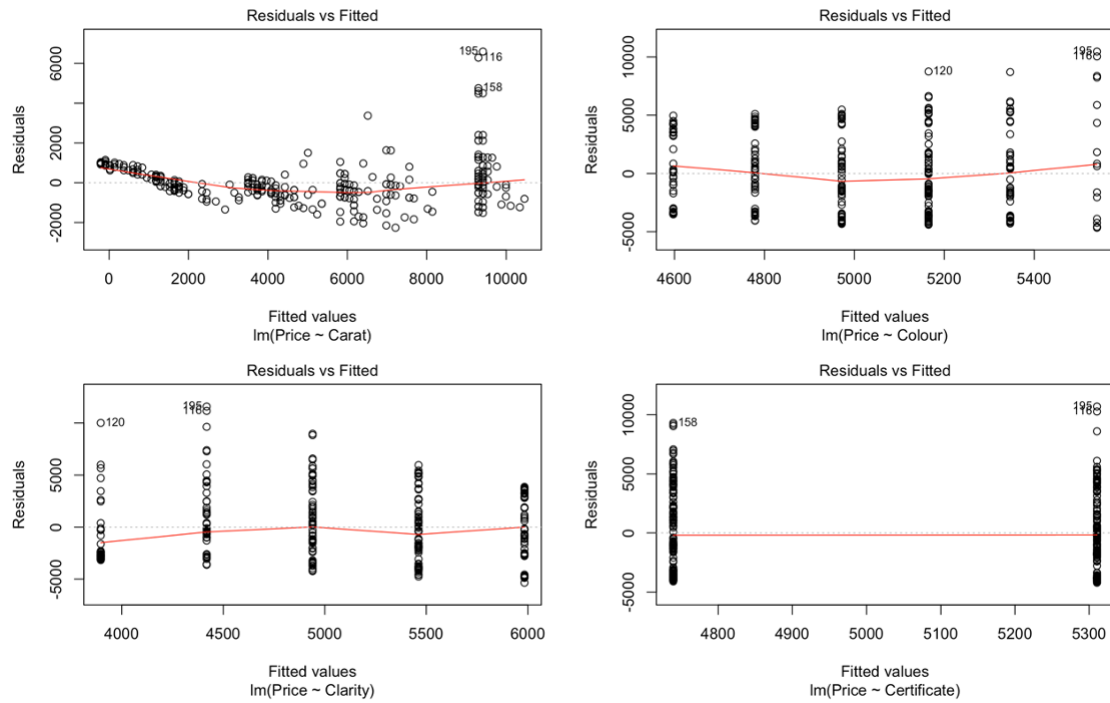 Residuals vs Fitted
Residuals
6000
2000
0
-2000
195
116
158
0 2000 4000 6000 8000 10000
Fitted values
lm(Price ~ Carat)
Residuals vs Fitted
Residuals
10000
5000
0
-5000
195
116
120
4600 4800 5000 5200 5400
Fitted values
lm(Price ~ Colour)
Residuals vs Fitted
Residuals
5000
0
-5000
195
116
120
4000 4500 5000 5500 6000
Fitted values
lm(Price ~ Clarity)
Residuals vs Fitted
Residuals
10000
5000
0
-5000
158
195
116
4800 4900 5000 5100 5200 5300
Fitted values
lm(Price ~ Certificate)